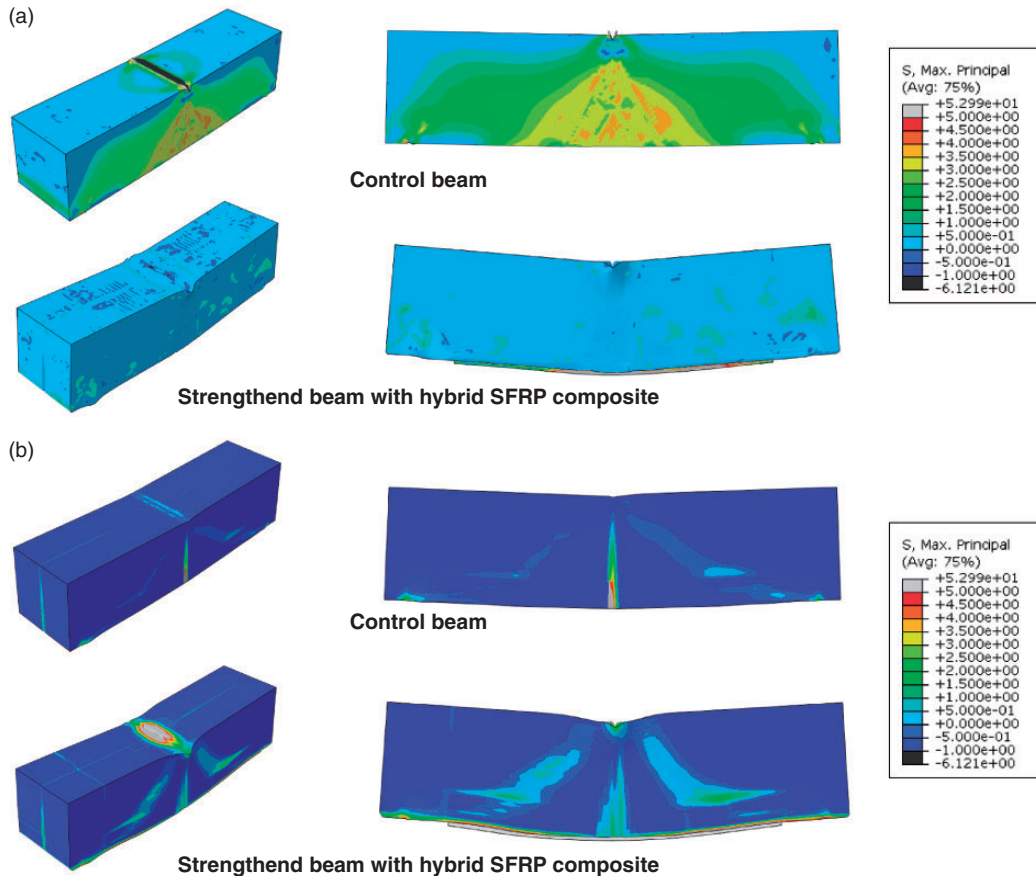 (a)
Control beam
S, Max. Principal
(Avg: 75%)
+5.299e+01
+5.000e+00
+4.500e+00
+4.000e+00
+3.500e+00
+3.000e+00
+2.500e+00
+2.000e+00
+1.500e+00
+1.000e+00
+5.000e-01
+0.000e+00
-5.000e-01
-1.000e+00
-6.121e+00
Strengthend beam with hybrid SFRP composite
(b)
Control beam
S, Max. Principal
(Avg: 75%)
+5.299e+01
+5.000e+00
+4.500e+00
+4.000e+00
+3.500e+00
+3.000e+00
+2.500e+00
+2.000e+00
+1.500e+00
+1.000e+00
+5.000e-01
+0.000e+00
-5.000e-01
-1.000e+00
-6.121e+00
Strengthend beam with hybrid SFRP composite